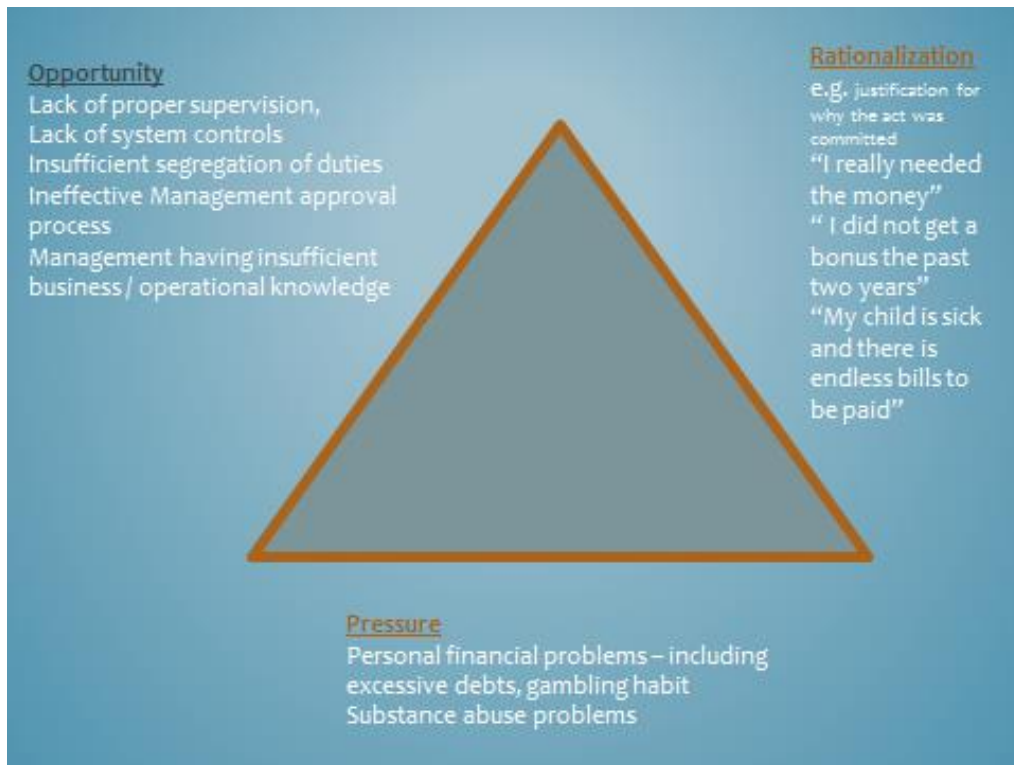 Opportunity
Lack of proper supervision,
Lack of system controls
Insufficient segregation of duties
Ineffective Management approval
process
Management having insufficient
business / operational knowledge
Rationalization
e.g. justification for
why the act was
committed
“I really needed
the money”
“ I did not get a
bonus the past
two years”
“My child is sick
and there is
endless bills to
be paid”
Pressure
Personal financial problems – including
excessive debts, gambling habit
Substance abuse problems